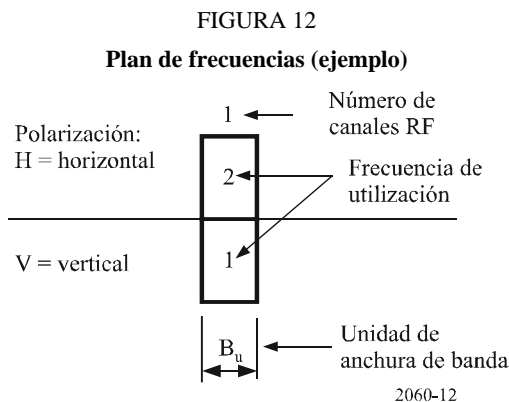 FIGURA 12
Plan de frecuencias (ejemplo)
1
Número de
canales RF
Polarización:
H = horizontal
2
Frecuencia de
utilización
V = vertical
1
Bu
Unidad de
anchura de banda
2060-12